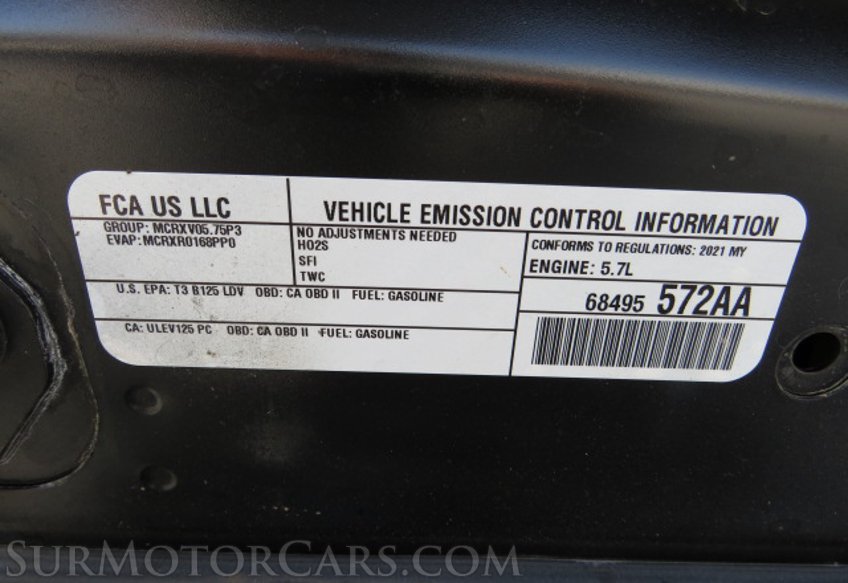 FCA US LLC
GROUP: MCRXV05.75P3
EVAP: MCRXR0168PP0
VEHICLE EMISSION CONTROL INFORMATION
NO ADJUSTMENTS NEEDED
HO2S
SFI
TWC
CONFORMS TO REGULATIONS: 2021 MY
ENGINE: 5.7L
U.S. EPA: T3 B125 LDV OBD: CA OBD II FUEL: GASOLINE
68495 572AA
CA: ULEV125 PC OBD: CA OBD II FUEL: GASOLINE
SURMOTORCARS.COM